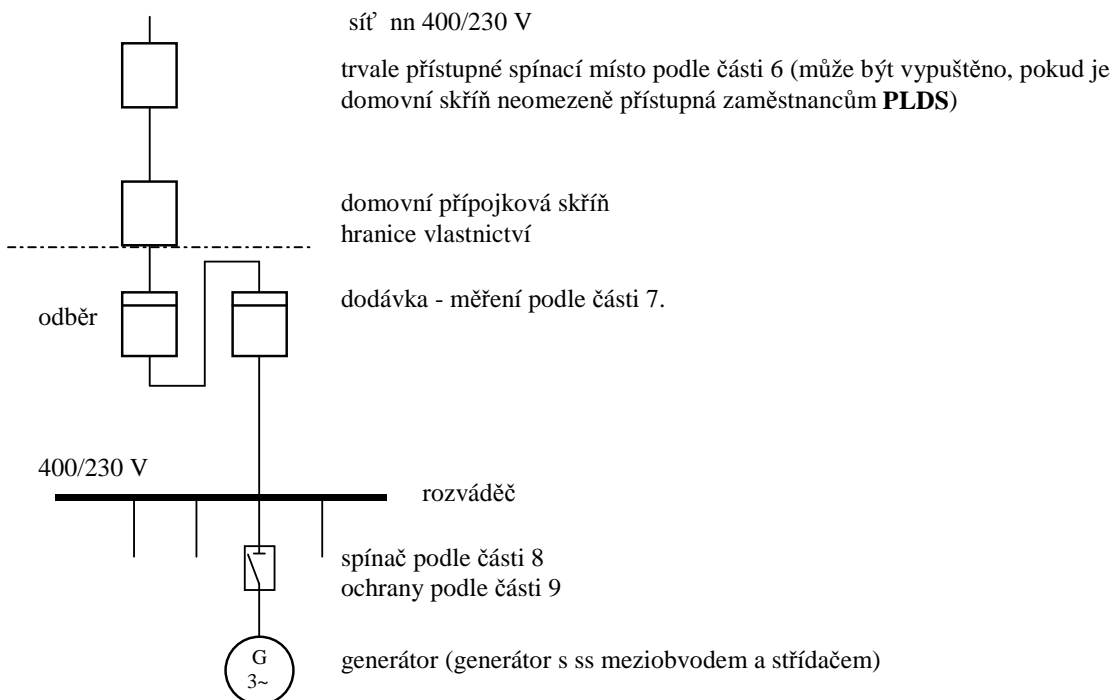 síť nn 400/230 V
trvale přístupné spínací místo podle části 6 (může být vypuštěno, pokud je
domovní skříň neomezeně přístupná zaměstnancům PLDS)
domovní přípojková skříň
hranice vlastnictví
dodávka - měření podle části 7.
odběr
400/230 V
rozváděč
spínač podle části 8
ochrany podle části 9
G
3~
generátor (generátor s ss meziobvodem a střídačem)